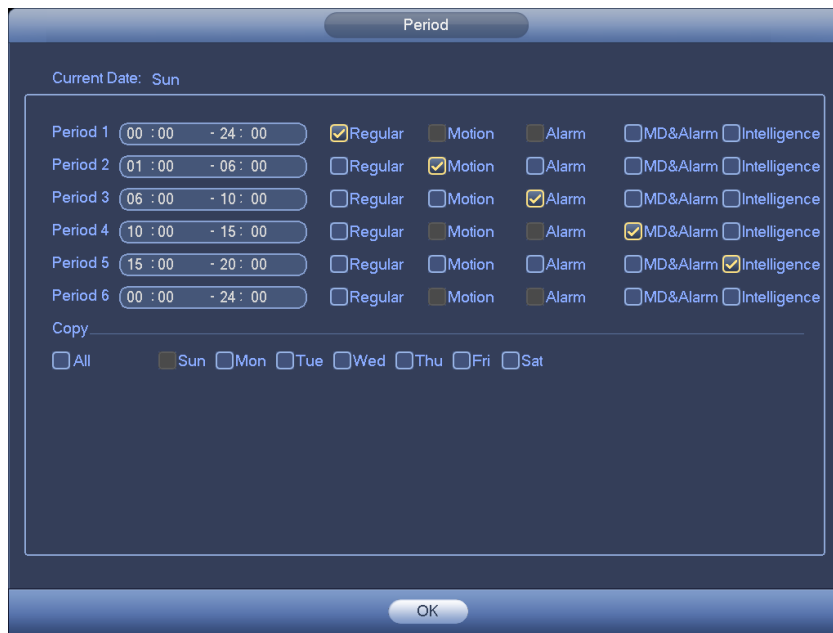 Period
Current Date: Sun
Period 1 00 :00 - 24 : 00 Regular Motion Alarm MD&Alarm Intelligence
Period 2 01 :00 - 06 : 00 Regular Motion Alarm MD&Alarm Intelligence
Period 3 06 :00 - 10 : 00 Regular Motion Alarm MD&Alarm Intelligence
Period 4 10 :00 - 15 : 00 Regular Motion Alarm MD&Alarm Intelligence
Period 5 15 :00 - 20 : 00 Regular Motion Alarm MD&Alarm Intelligence
Period 6 00 :00 - 24 : 00 Regular Motion Alarm MD&Alarm Intelligence
Copy
All Sun Mon Tue Wed Thu Fri Sat
OK